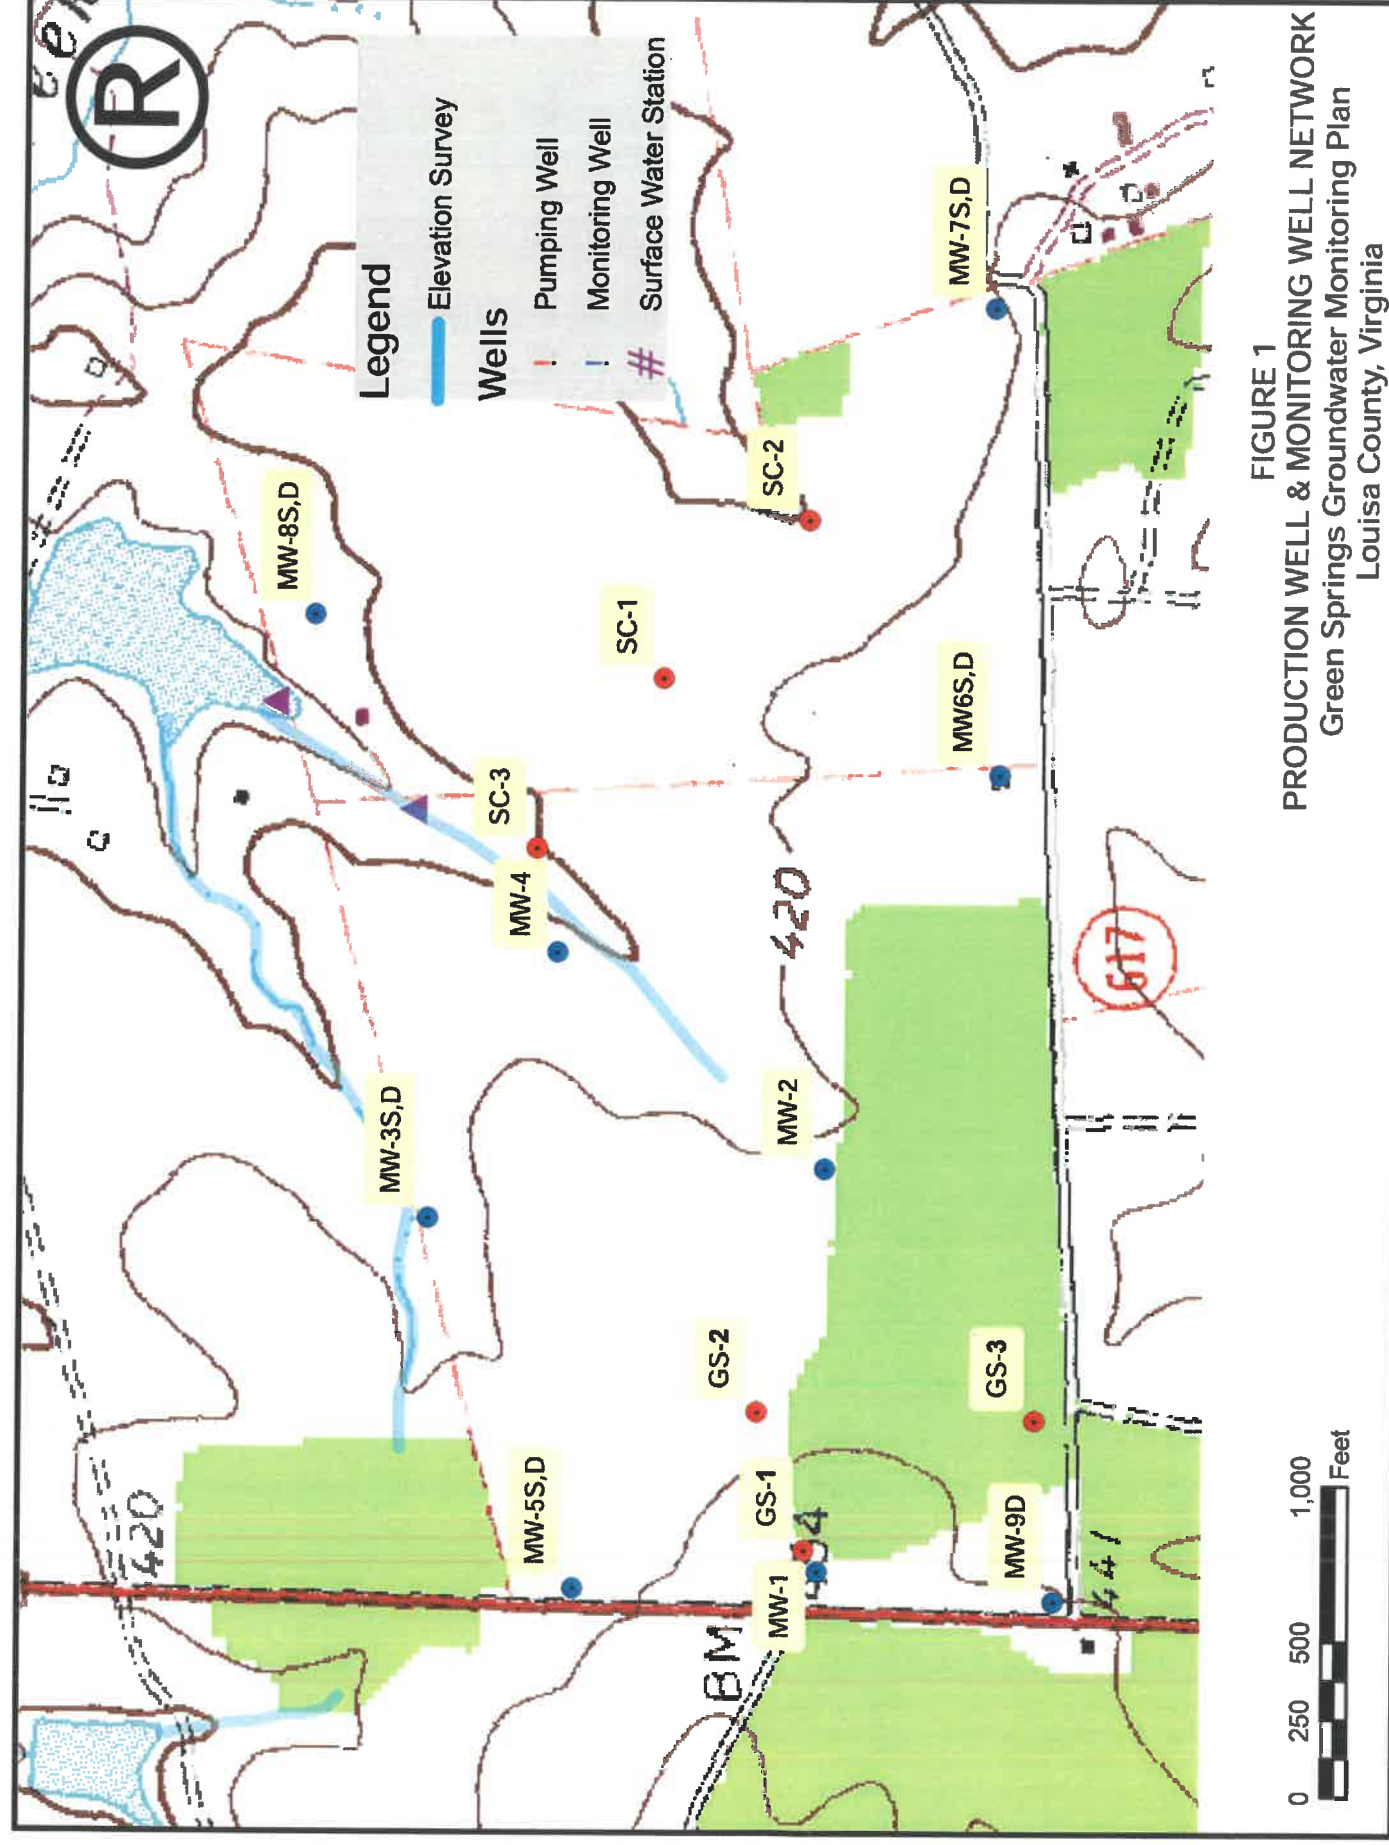 eek
R
Legend
Elevation Survey
Wells
! Pumping Well
! Monitoring Well
# Surface Water Station
MW-8S,D
MW-7S,D
SC-2
SC-1
SC-3
MW-4
MW6S,D
420
617
MW-3S,D
MW-2
GS-2
GS-3
GS-1
MW-5S,D
MW-1
MW-9D
420
BM
441
0 250 500 1,000
Feet
FIGURE 1
PRODUCTION WELL & MONITORING WELL NETWORK
Green Springs Groundwater Monitoring Plan
Louisa County, Virginia